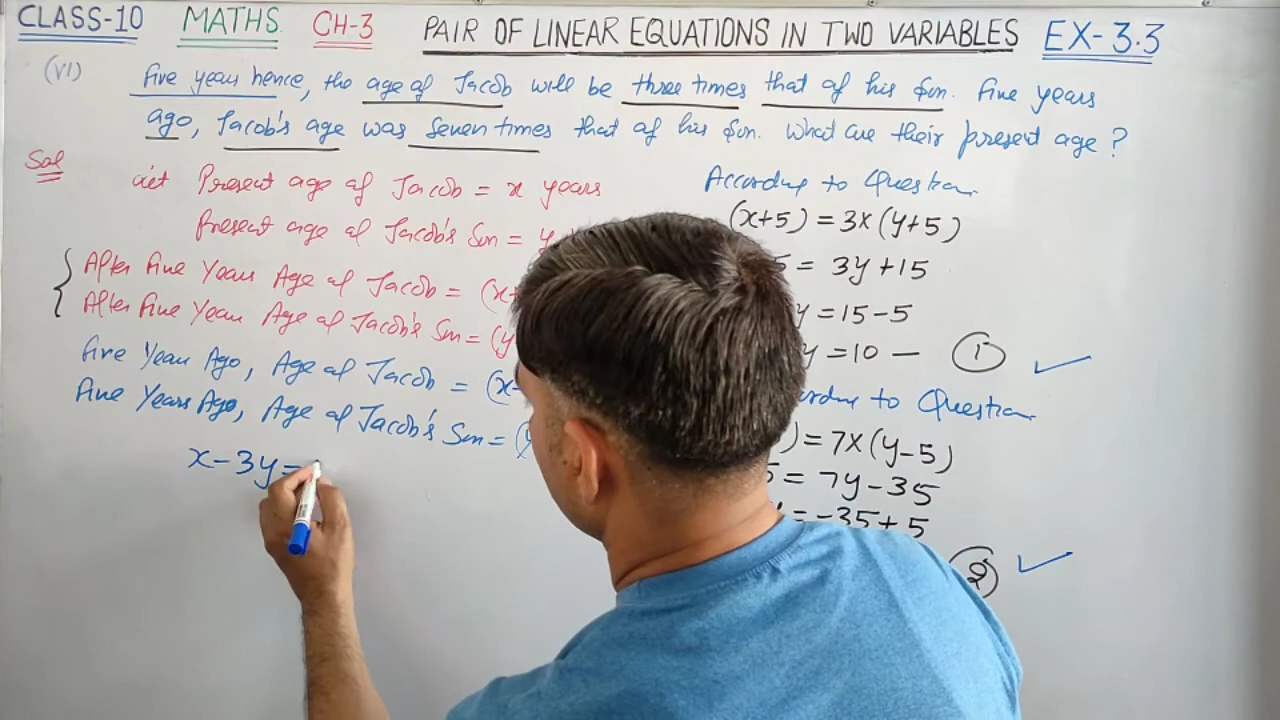 CLASS-10 MATHS CH-3 PAIR OF LINEAR EQUATIONS IN TWO VARIABLES EX-3.3
(VI) five years hence, the age of Jacob will be three times that of his son. five years
ago, Jacob's age was seven times that of his son. What are their present age?
Sol
Let Present age of Jacob = x years
Present age of Jacob's Son = y
After five Years Age of Jacob = (x+
After five Years Age of Jacob's Son = (y
five Years Ago, Age of Jacob = (x-
five Years Ago, Age of Jacob's Son = (y
x-3y=
According to Question
(x+5) = 3x(y+5)
5 = 3y+15
y = 15-5
y = 10 — (1)
According to Question
) = 7x(y-5)
5 = 7y-35
y = -35+5
(2)